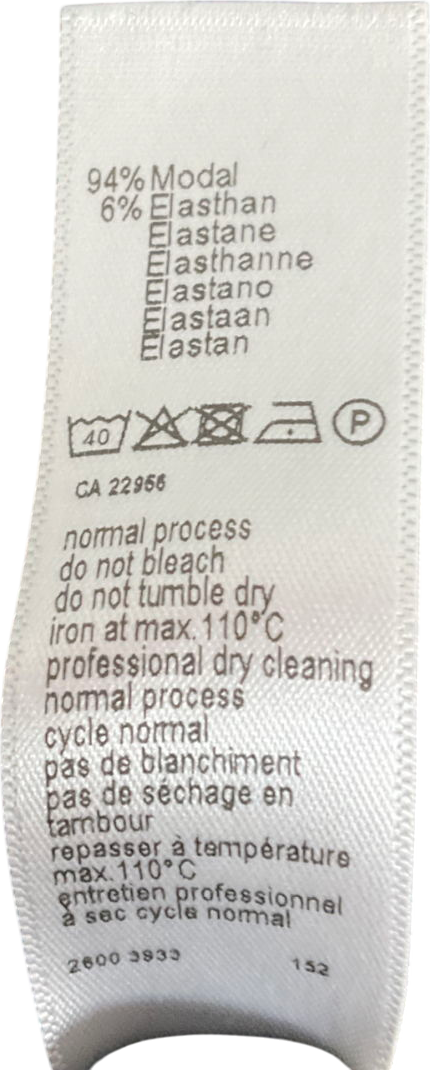 94% Modal
6% Elasthan
Elastane
Elasthanne
Elastano
Elastaan
Elastan
40 P
CA 22956
normal process
do not bleach
do not tumble dry
iron at max.110°C
professional dry cleaning
normal process
cycle normal
pas de blanchiment
pas de séchage en
tambour
repasser à température
max.110°C
entretien professionnel
à sec cycle normal
2600 3933 152